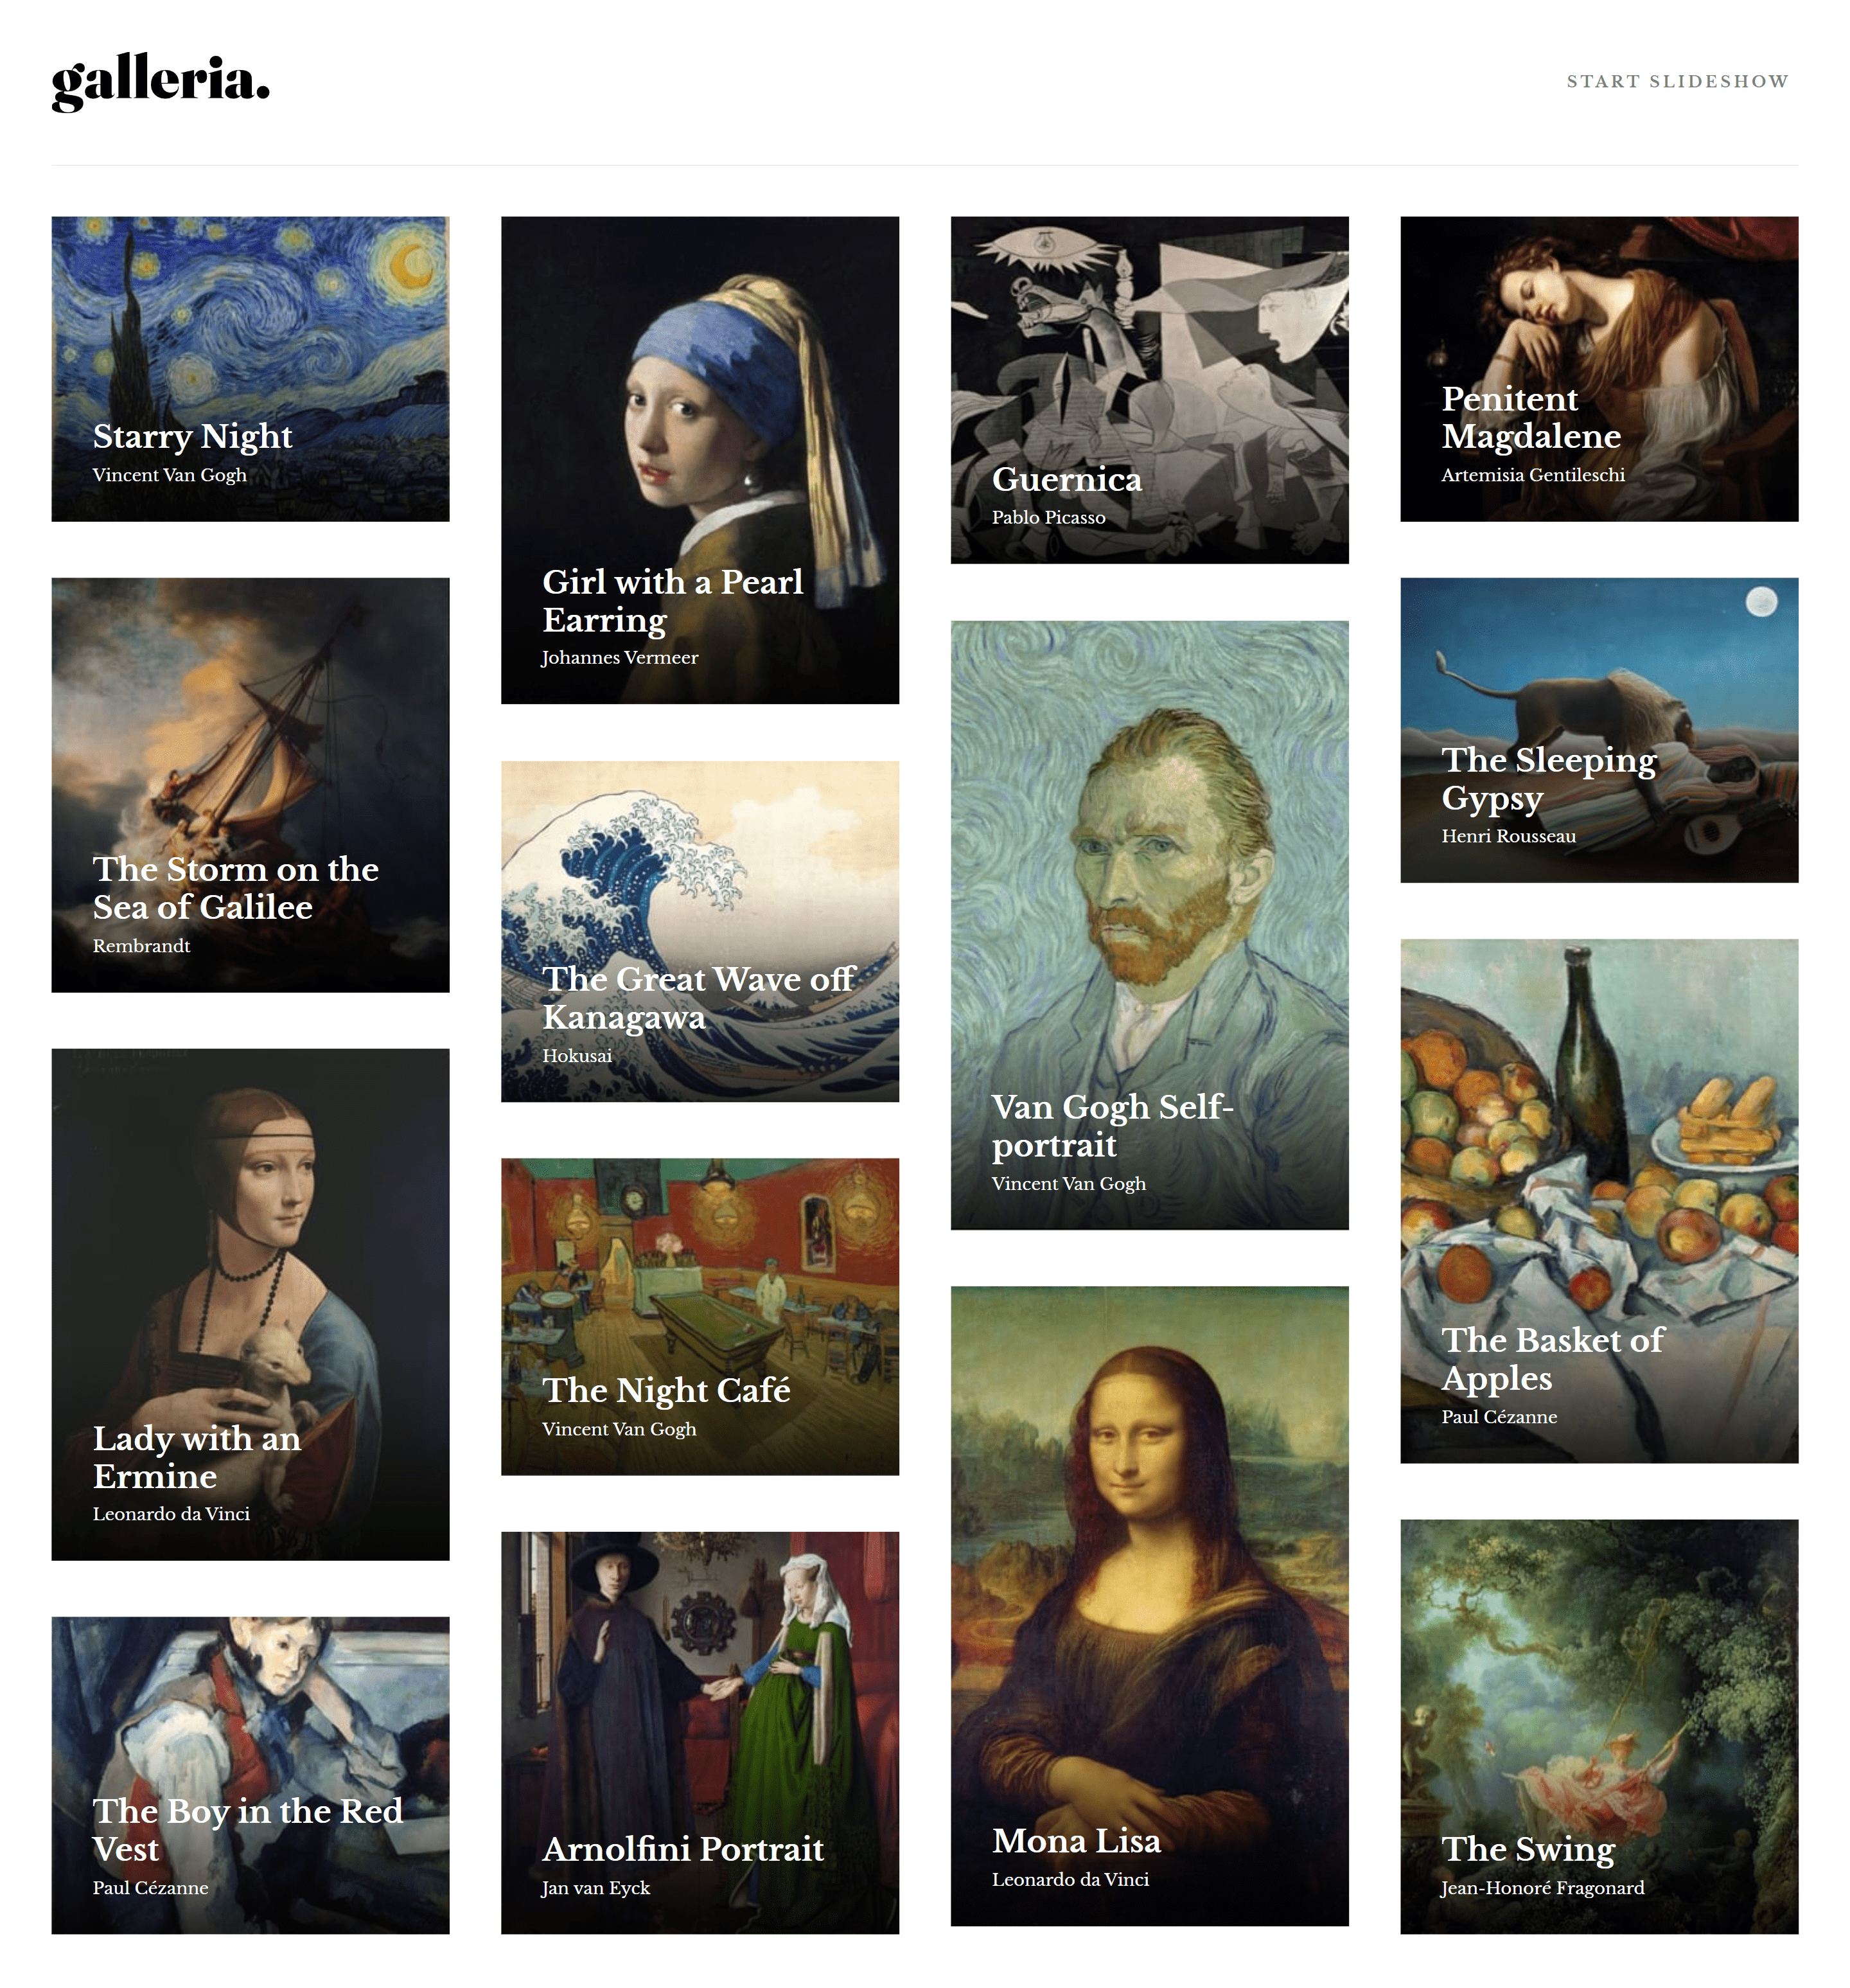 galleria.
START SLIDESHOW
Starry Night
Vincent Van Gogh
The Storm on the
Sea of Galilee
Rembrandt
Lady with an
Ermine
Leonardo da Vinci
The Boy in the Red
Vest
Paul Cézanne
Girl with a Pearl
Earring
Johannes Vermeer
The Great Wave off
Kanagawa
Hokusai
The Night Café
Vincent Van Gogh
Arnolfini Portrait
Jan van Eyck
Guernica
Pablo Picasso
Van Gogh Self-
portrait
Vincent Van Gogh
Mona Lisa
Leonardo da Vinci
Penitent
Magdalene
Artemisia Gentileschi
The Sleeping
Gypsy
Henri Rousseau
The Basket of
Apples
Paul Cézanne
The Swing
Jean-Honoré Fragonard